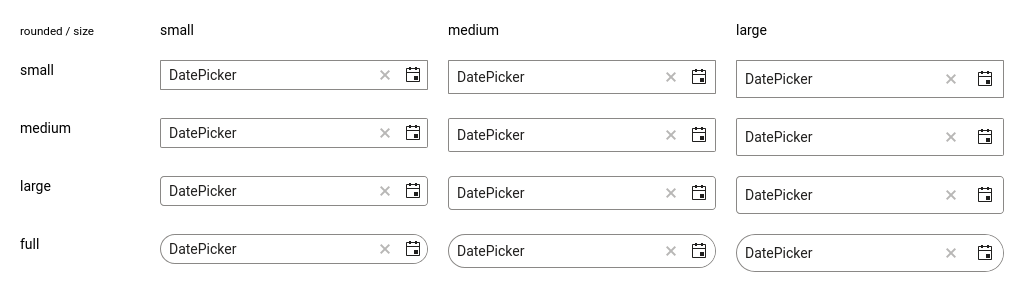 rounded / size small medium large
small DatePicker DatePicker DatePicker
medium DatePicker DatePicker DatePicker
large DatePicker DatePicker DatePicker
full DatePicker DatePicker DatePicker